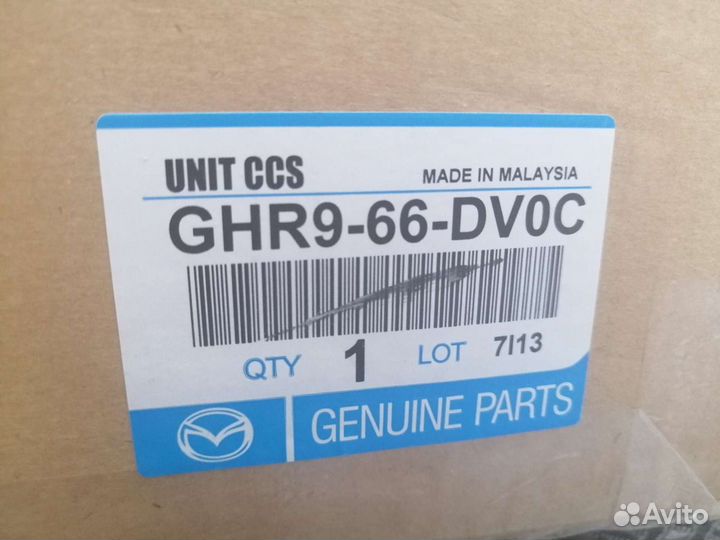 UNIT CCS MADE IN MALAYSIA
GHR9-66-DV0C
QTY 1 LOT 7I13
GENUINE PARTS
Avito